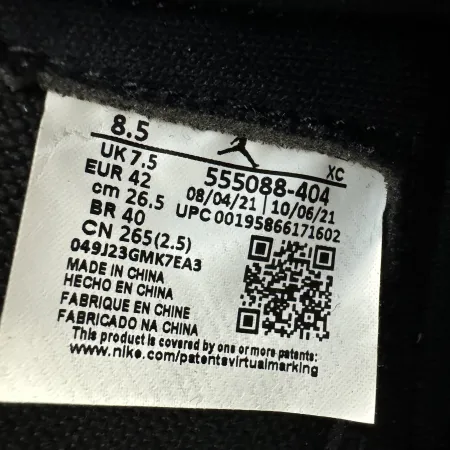 8.5 XC
UK 7.5 555088-404
EUR 42 08/04/21 | 10/06/21
cm 26.5 UPC 00195866171602
BR 40
CN 265(2.5)
049J23GMK7EA3
MADE IN CHINA
HECHO EN CHINA
FABRIQUE EN CHINE
FABRICADO NA CHINA
This product is covered by one or more patents:
www.nike.com/patentsvirtualmarking